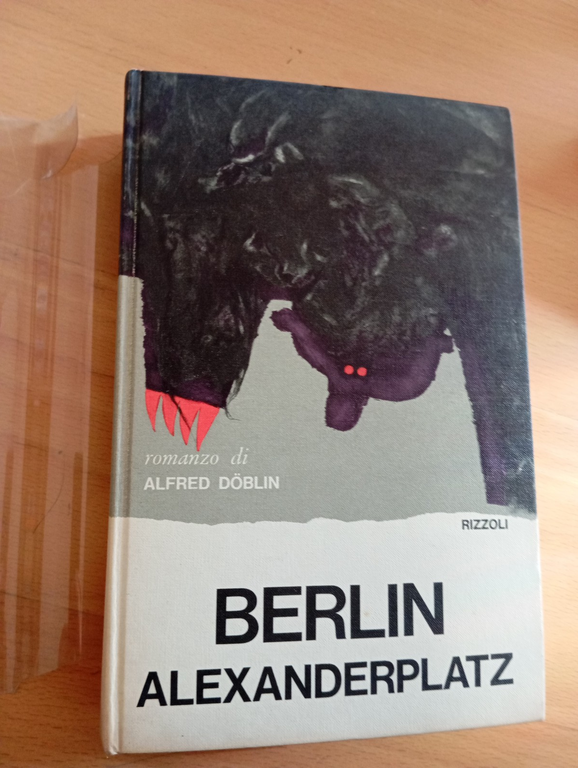 romanzo di
ALFRED DÖBLIN
RIZZOLI
BERLIN
ALEXANDERPLATZ